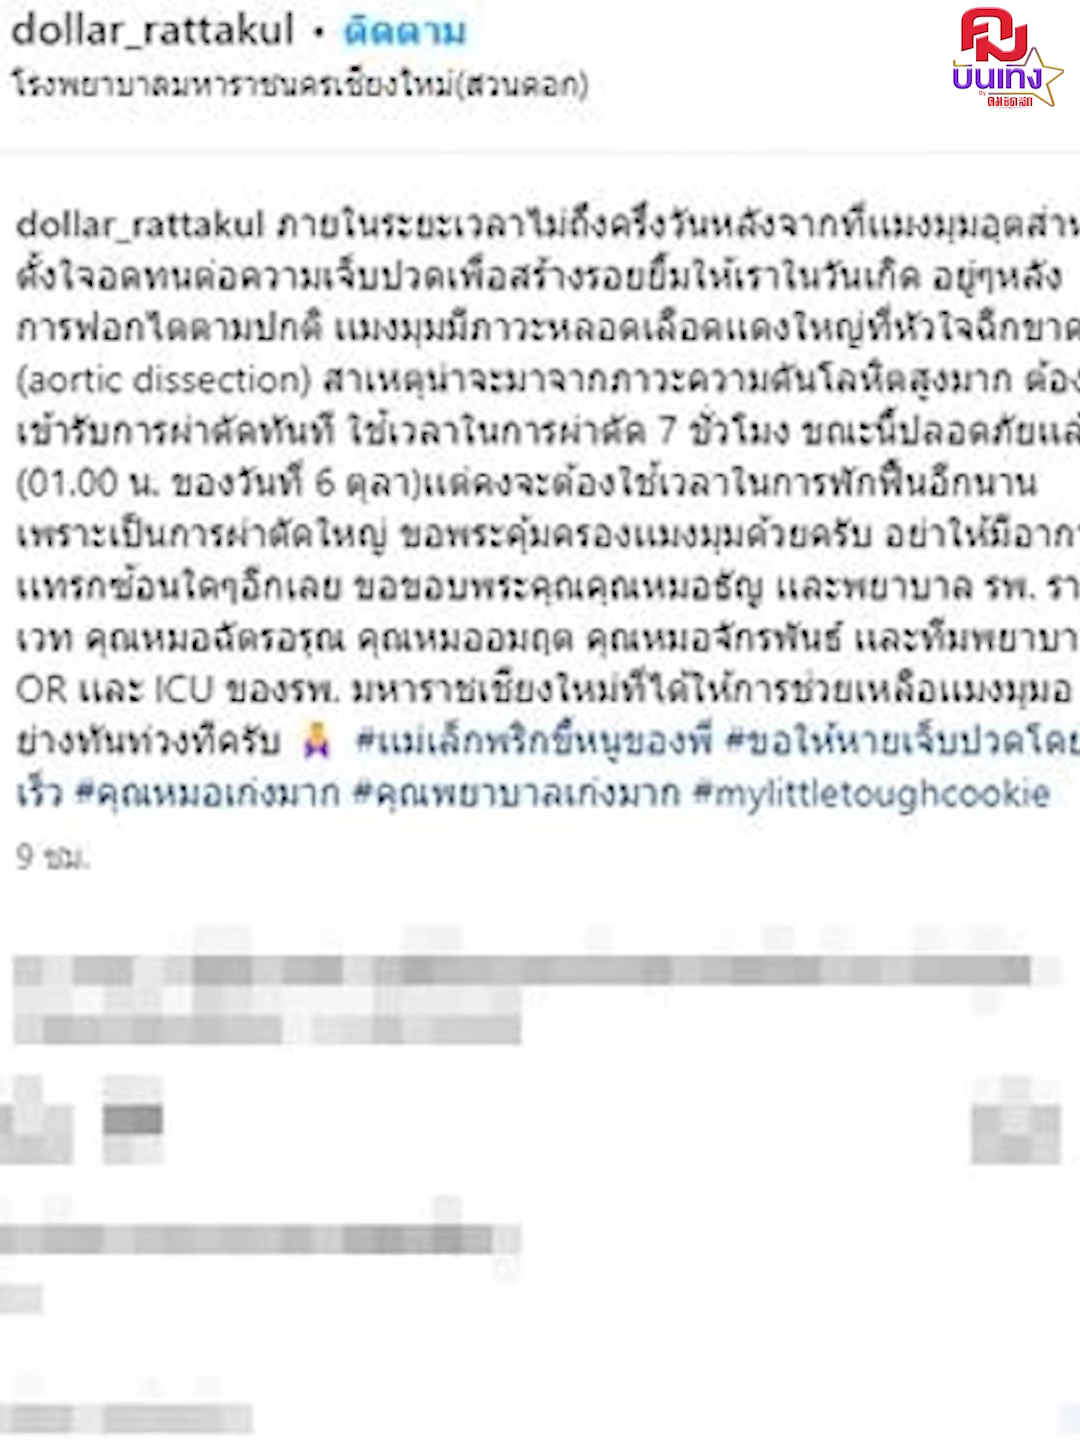 dollar_rattakul • ติดตาม
โรงพยาบาลมหาราชนครเชียงใหม่(สวนดอก)
คม
บันเทิง
By
คมชัดลึก
dollar_rattakul ภายในระยะเวลาไม่ถึงครึ่งวันหลังจากที่แมงมุมอุตส่าห
ตั้งใจอดทนต่อความเจ็บปวดเพื่อสร้างรอยยิ้มให้เราในวันเกิด อยู่ๆหลัง
การฟอกไตตามปกติ แมงมุมมีภาวะหลอดเลือดแดงใหญ่ที่หัวใจฉีกขาด
(aortic dissection) สาเหตุน่าจะมาจากภาวะความดันโลหิตสูงมาก ต้อง
เข้ารับการผ่าตัดทันที ใช้เวลาในการผ่าตัด 7 ชั่วโมง ขณะนี้ปลอดภัยแล้
(01.00 น. ของวันที่ 6 ตุลา)แต่คงจะต้องใช้เวลาในการพักฟื้นอีกนาน
เพราะเป็นการผ่าตัดใหญ่ ขอพระคุ้มครองแมงมุมด้วยครับ อย่าให้มีอากา
แทรกซ้อนใดๆอีกเลย ขอขอบพระคุณคุณหมอธัญ และพยาบาล รพ. รา
เวท คุณหมอฉัตรอรุณ คุณหมออมฤต คุณหมอจักรพันธ์ และทีมพยาบา
OR และ ICU ของรพ. มหาราชเชียงใหม่ที่ได้ให้การช่วยเหลือแมงมุมอ
ย่างทันท่วงทีครับ 🙏 #แม่เล็กพริกขี้หนูของพี่ #ขอให้หายเจ็บปวดโดย
เร็ว #คุณหมอเก่งมาก #คุณพยาบาลเก่งมาก #mylittletoughcookie
9 ชม.